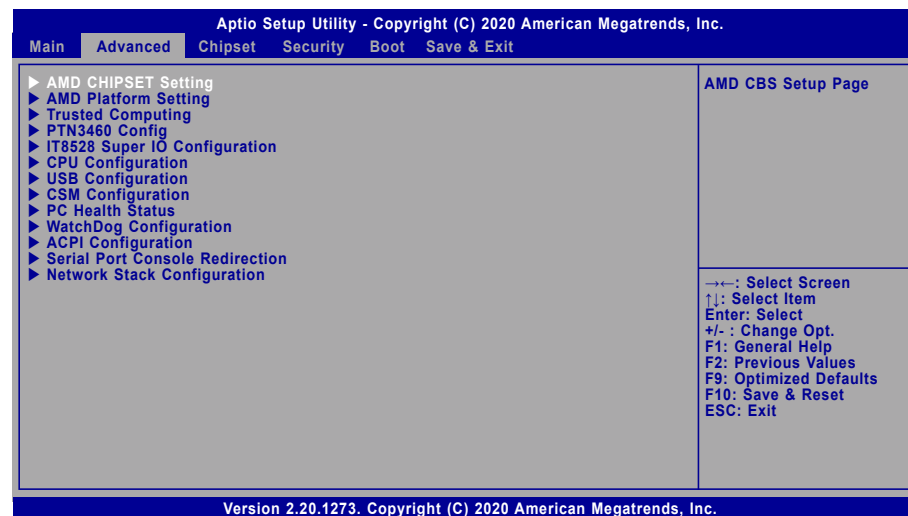 Aptio Setup Utility - Copyright (C) 2020 American Megatrends, Inc.
Main Advanced Chipset Security Boot Save & Exit
▶ AMD CHIPSET Setting
▶ AMD Platform Setting
▶ Trusted Computing
▶ PTN3460 Config
▶ IT8528 Super IO Configuration
▶ CPU Configuration
▶ USB Configuration
▶ CSM Configuration
▶ PC Health Status
▶ WatchDog Configuration
▶ ACPI Configuration
▶ Serial Port Console Redirection
▶ Network Stack Configuration
AMD CBS Setup Page
→←: Select Screen
↑↓: Select Item
Enter: Select
+/- : Change Opt.
F1: General Help
F2: Previous Values
F9: Optimized Defaults
F10: Save & Reset
ESC: Exit
Version 2.20.1273. Copyright (C) 2020 American Megatrends, Inc.